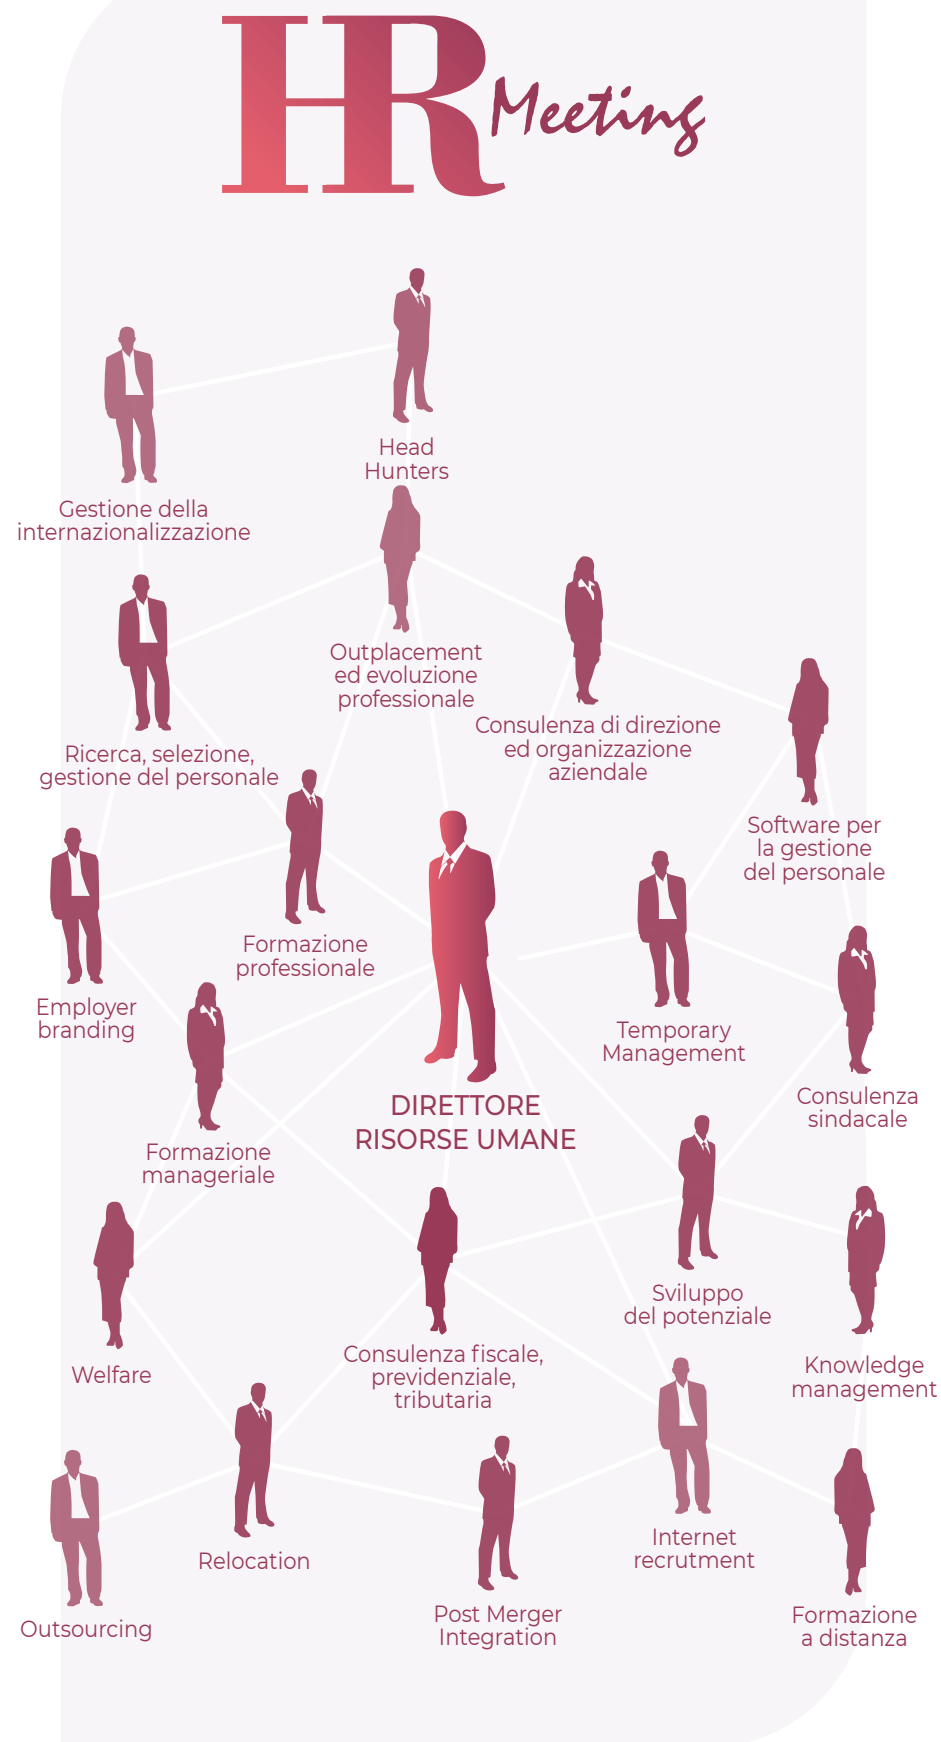 HR Meeting
Head
Hunters
Gestione della
internazionalizzazione
Outplacement
ed evoluzione
professionale
Consulenza di direzione
ed organizzazione
aziendale
Ricerca, selezione,
gestione del personale
Software per
la gestione
del personale
Formazione
professionale
Employer
branding
Temporary
Management
DIRETTORE
RISORSE UMANE
Consulenza
sindacale
Formazione
manageriale
Sviluppo
del potenziale
Welfare
Consulenza fiscale,
previdenziale,
tributaria
Knowledge
management
Relocation
Internet
recrutment
Outsourcing
Post Merger
Integration
Formazione
a distanza